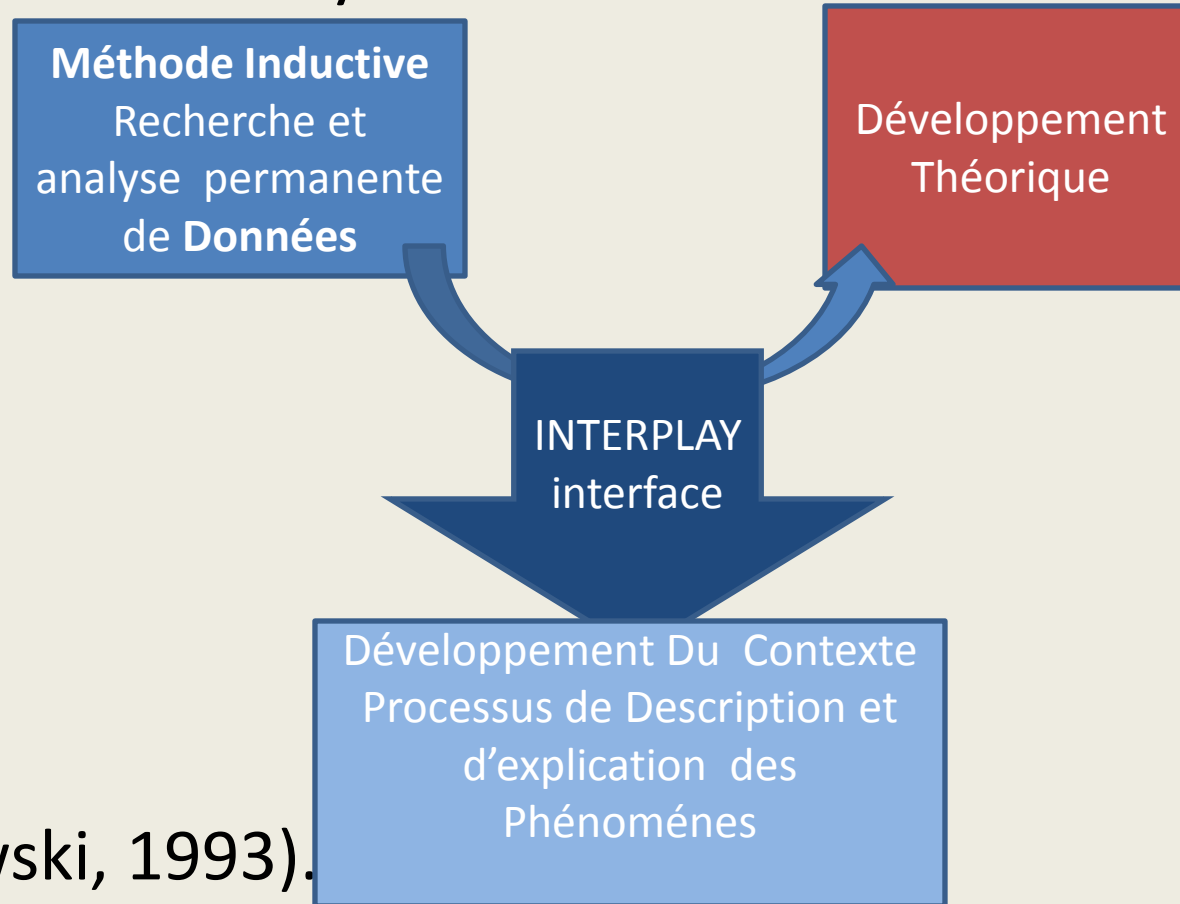 Méthode Inductive
Recherche et
analyse permanente
de Données
Développement
Théorique
INTERPLAY
interface
Développement Du Contexte
Processus de Description et
d'explication des
Phénoménes
ski, 1993).